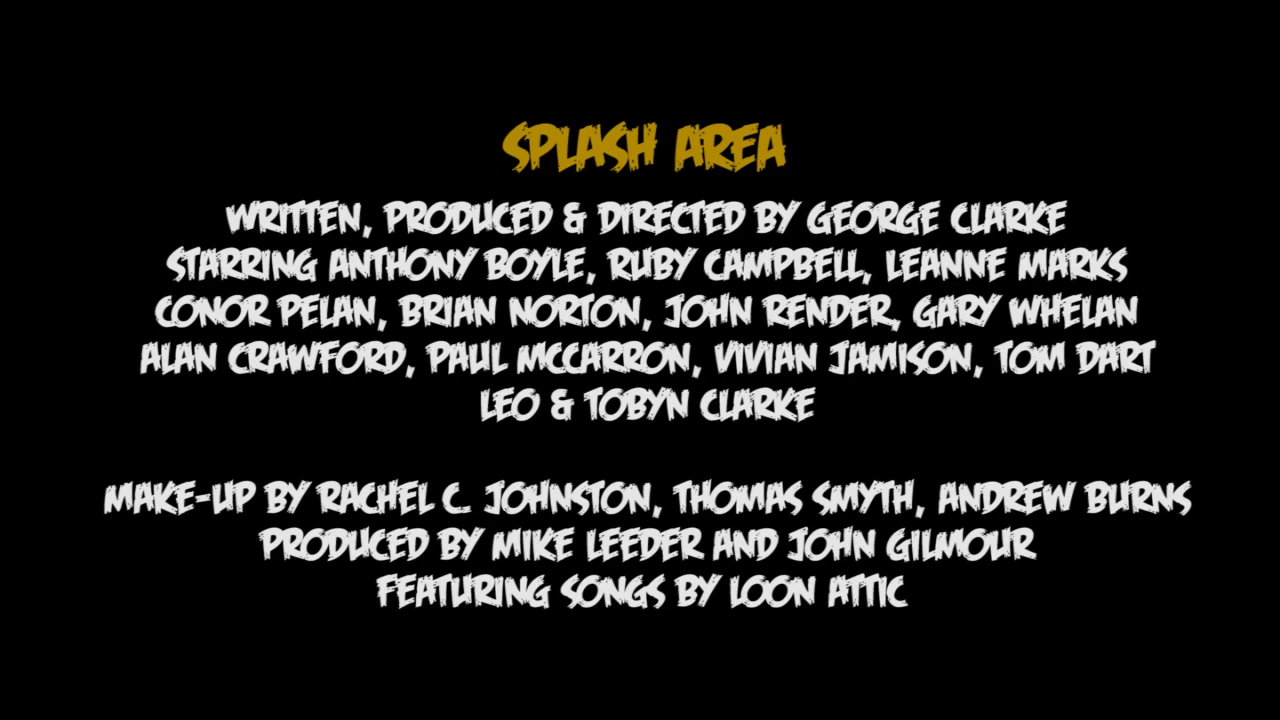 SPLASH AREA
WRITTEN, PRODUCED & DIRECTED BY GEORGE CLARKE
STARRING ANTHONY BOYLE, RUBY CAMPBELL, LEANNE MARKS
CONOR PELAN, BRIAN NORTON, JOHN RENDER, GARY WHELAN
ALAN CRAWFORD, PAUL MCCARRON, VIVIAN JAMISON, TOM DART
LEO & TOBYN CLARKE
MAKE-UP BY RACHEL C. JOHNSTON, THOMAS SMYTH, ANDREW BURNS
PRODUCED BY MIKE LEEDER AND JOHN GILMOUR
FEATURING SONGS BY LOON ATTIC